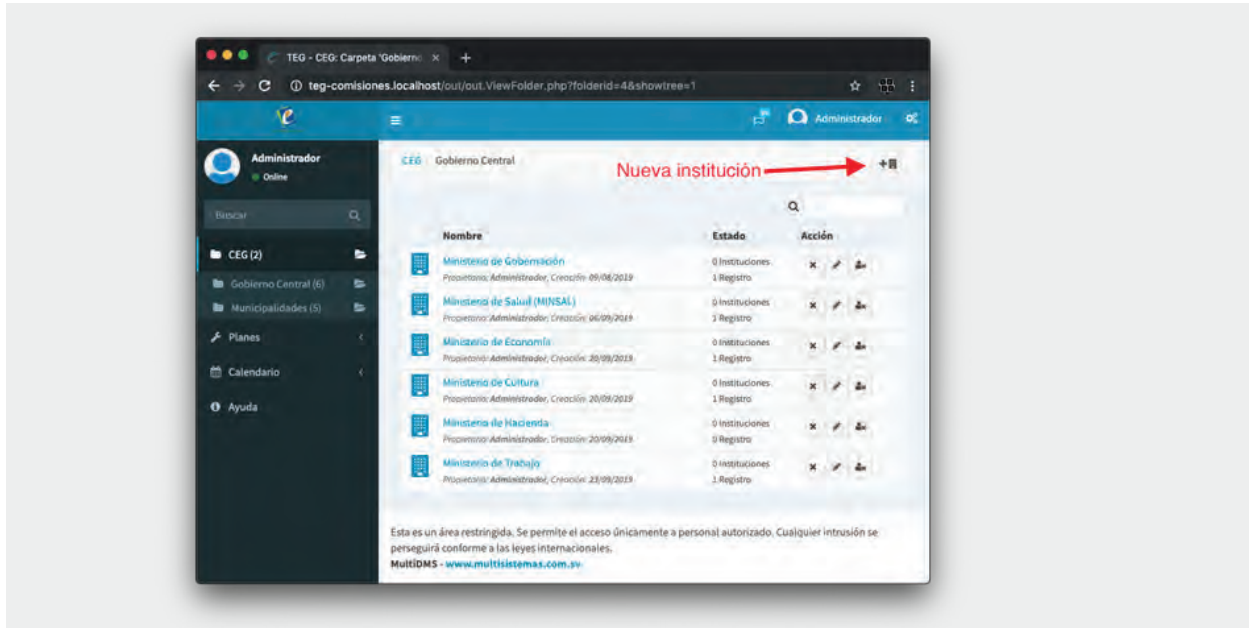 TEG - CEG: Carpeta 'Gobierno
teg-comisiones.localhost/out/out.ViewFolder.php?folderid=4&showtree=1
Administrador
Administrador
Online
CEG Gobierno Central
Nueva institución
Buscar
Nombre Estado Acción
CEG (2)
Gobierno Central (6)
Municipalidades (5)
Planes
Calendario
Ayuda
Ministerio de Gobernación 0 Instituciones
Propietario: Administrador, Creación: 09/08/2019 1 Registro
Ministerio de Salud (MINSAL) 0 Instituciones
Propietario: Administrador, Creación: 06/09/2019 1 Registro
Ministerio de Economía 0 Instituciones
Propietario: Administrador, Creación: 20/09/2019 1 Registro
Ministerio de Cultura 0 Instituciones
Propietario: Administrador, Creación: 20/09/2019 1 Registro
Ministerio de Hacienda 0 Instituciones
Propietario: Administrador, Creación: 20/09/2019 0 Registro
Ministerio de Trabajo 0 Instituciones
Propietario: Administrador, Creación: 23/09/2019 1 Registro
Esta es un área restringida. Se permite el acceso únicamente a personal autorizado. Cualquier intrusión se
perseguirá conforme a las leyes internacionales.
MultiDMS - www.multisistemas.com.sv